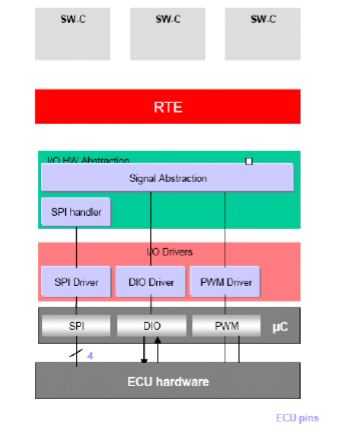 SW-C SW-C SW-C
RTE
I/O HW Abstraction
Signal Abstraction
SPI handler
I/O Drivers
SPI Driver DIO Driver PWM Driver
SPI DIO PWM µC
4
ECU hardware
ECU pins